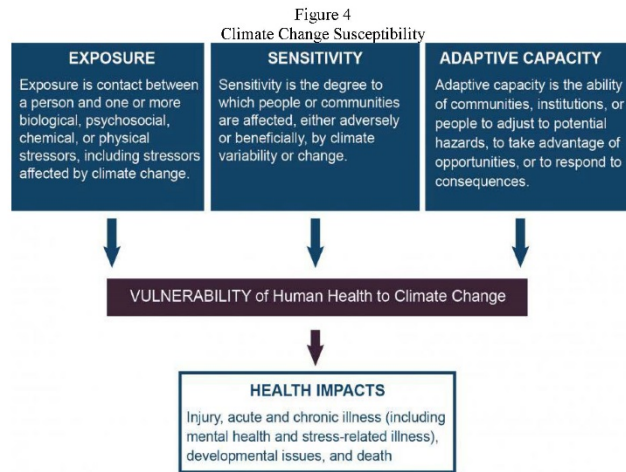 Figure 4
Climate Change Susceptibility
EXPOSURE
Exposure is contact between
a person and one or more
biological, psychosocial,
chemical, or physical
stressors, including stressors
affected by climate change.
SENSITIVITY
Sensitivity is the degree to
which people or communities
are affected, either adversely
or beneficially, by climate
variability or change.
ADAPTIVE CAPACITY
Adaptive capacity is the ability
of communities, institutions, or
people to adjust to potential
hazards, to take advantage of
opportunities, or to respond to
consequences.
VULNERABILITY of Human Health to Climate Change
HEALTH IMPACTS
Injury, acute and chronic illness (including
mental health and stress-related illness),
developmental issues, and death